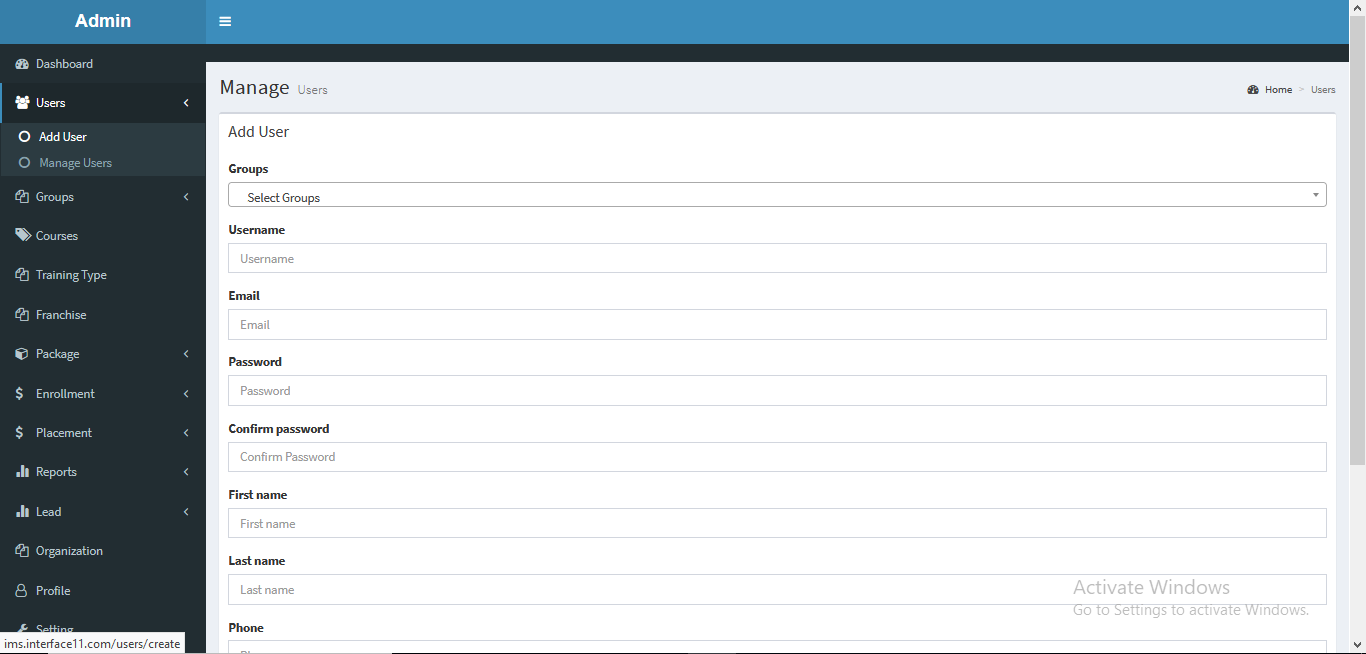 Admin
Dashboard
Users
Add User
Manage Users
Groups
Courses
Training Type
Franchise
Package
Enrollment
Placement
Reports
Lead
Organization
Profile
Setting
ims.interface11.com/users/create
Manage Users
Home > Users
Add User
Groups
Select Groups
Username
Username
Email
Email
Password
Password
Confirm password
Confirm Password
First name
First name
Last name
Last name
Phone
Activate Windows
Go to Settings to activate Windows.